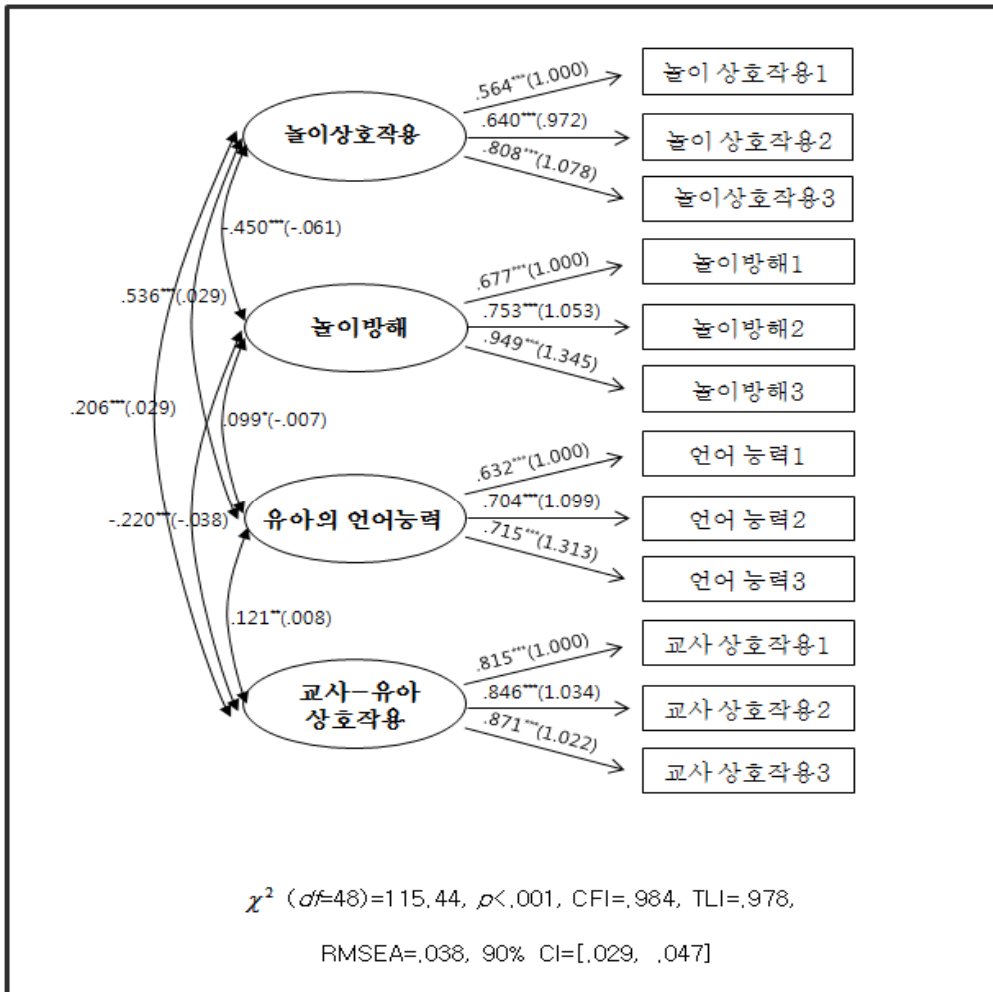 .564***(1.000)
놀이 상호작용1
놀이상호작용
.640***(.972)
놀이 상호작용2
.808***(1.078)
놀이상호작용3
-.450***(-.061)
.677***(1.000)
놀이방해1
.536***(.029)
놀이방해
.753***(1.053)
놀이방해2
.949***(1.345)
놀이방해3
.206***(.029)
.099*(-.007)
.632***(1.000)
언어 능력1
-.220***(-.038)
유아의 언어능력
.704***(1.099)
언어 능력2
.715***(1.313)
언어 능력3
.121**(.008)
.815***(1.000)
교사 상호작용1
교사-유아
상호작용
.846***(1.034)
교사 상호작용2
.871***(1.022)
교사 상호작용3
χ² (df=48)=115.44, p<.001, CFI=.984, TLI=.978,
RMSEA=.038, 90% CI=[.029, .047]